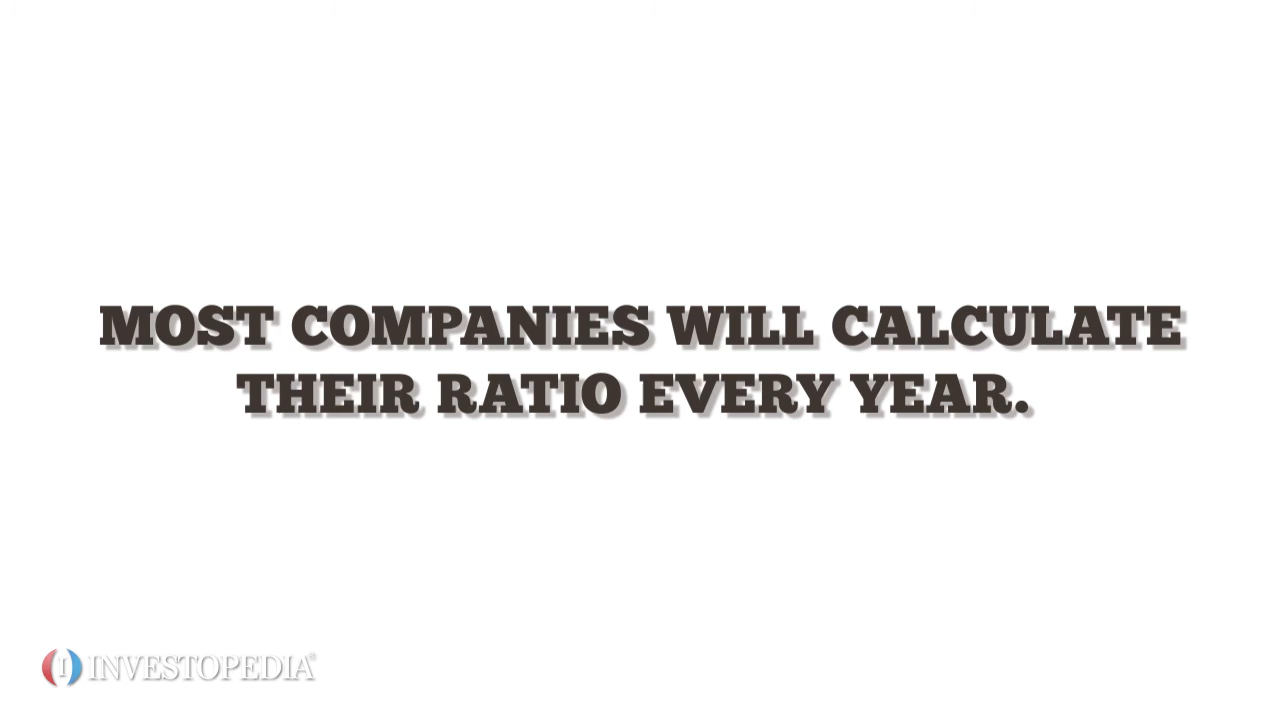 MOST COMPANIES WILL CALCULATE
THEIR RATIO EVERY YEAR.
INVESTOPEDIA®